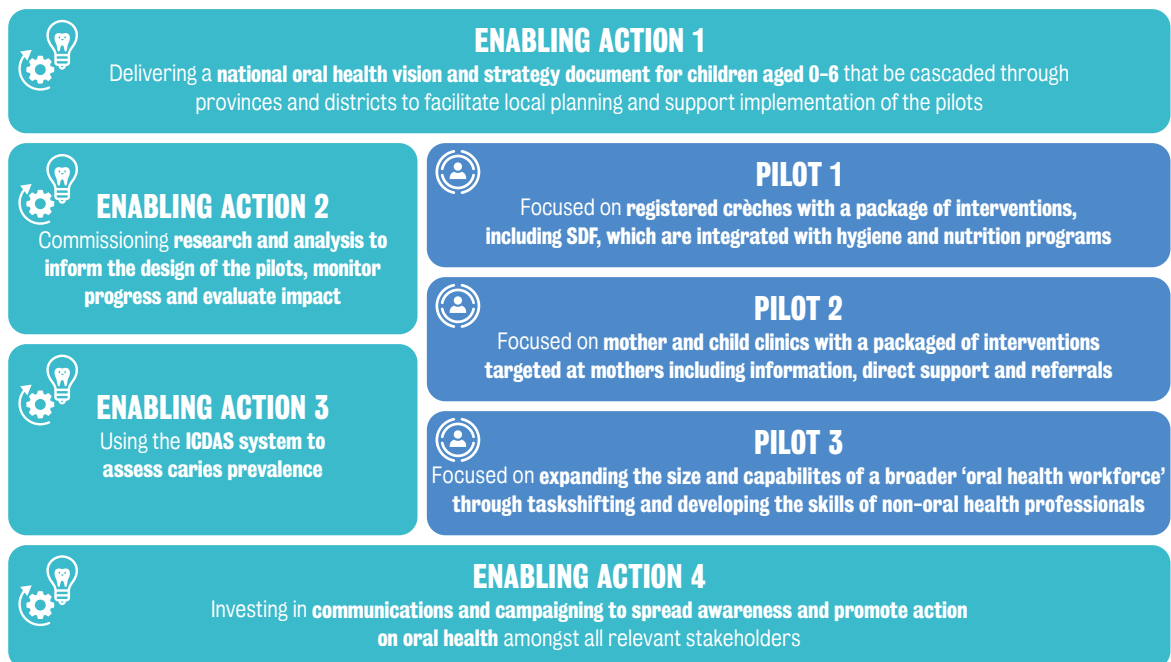 ENABLING ACTION 1
Delivering a national oral health vision and strategy document for children aged 0-6 that be cascaded through
provinces and districts to facilitate local planning and support implementation of the pilots
ENABLING ACTION 2
Commissioning research and analysis to
inform the design of the pilots, monitor
progress and evaluate impact
ENABLING ACTION 3
Using the ICDAS system to
assess caries prevalence
PILOT 1
Focused on registered crèches with a package of interventions,
including SDF, which are integrated with hygiene and nutrition programs
PILOT 2
Focused on mother and child clinics with a packaged of interventions
targeted at mothers including information, direct support and referrals
PILOT 3
Focused on expanding the size and capabilites of a broader ‘oral health workforce’
through taskshifting and developing the skills of non-oral health professionals
ENABLING ACTION 4
Investing in communications and campaigning to spread awareness and promote action
on oral health amongst all relevant stakeholders